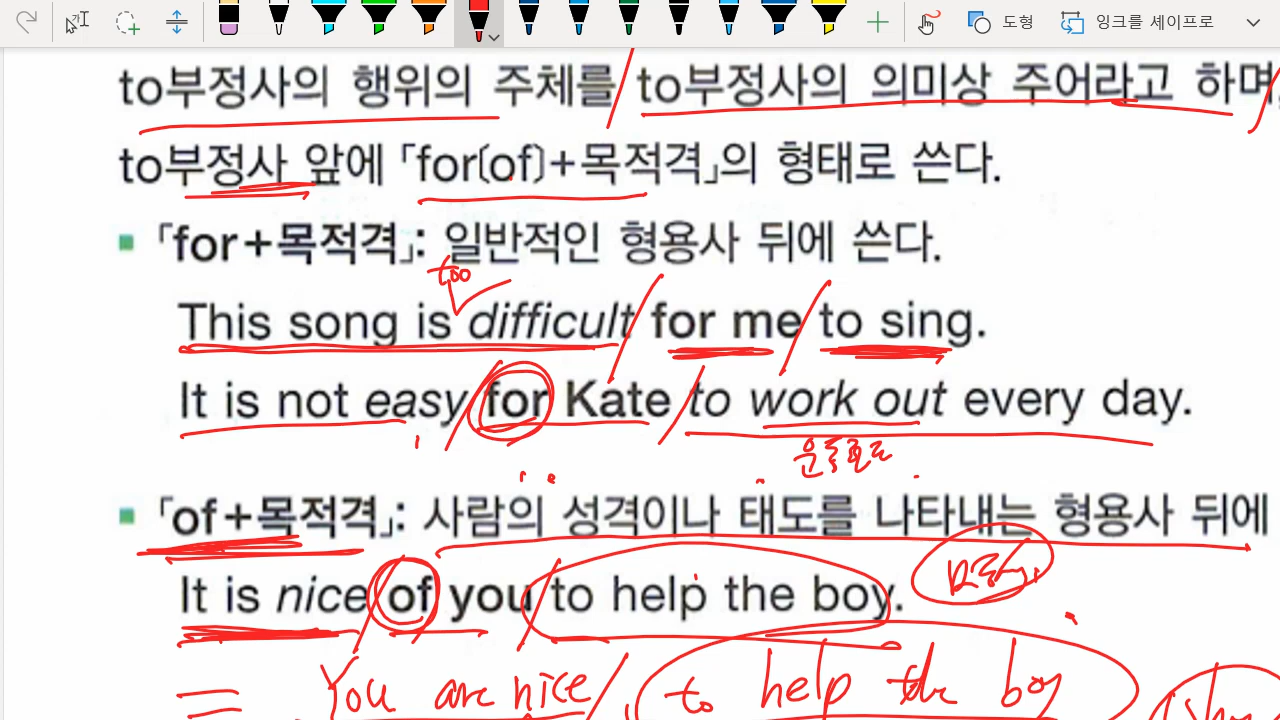 도형 잉크를 셰이프로
to부정사의 행위의 주체를 to부정사의 의미상 주어라고 하며,
to부정사 앞에 「for(of)+목적격」의 형태로 쓴다.
「for+목적격」: 일반적인 형용사 뒤에 쓴다.
too
This song is difficult for me to sing.
It is not easy for Kate to work out every day.
「of+목적격」: 사람의 성격이나 태도를 나타내는 형용사 뒤에
It is nice of you to help the boy.
= You are nice to help the boy